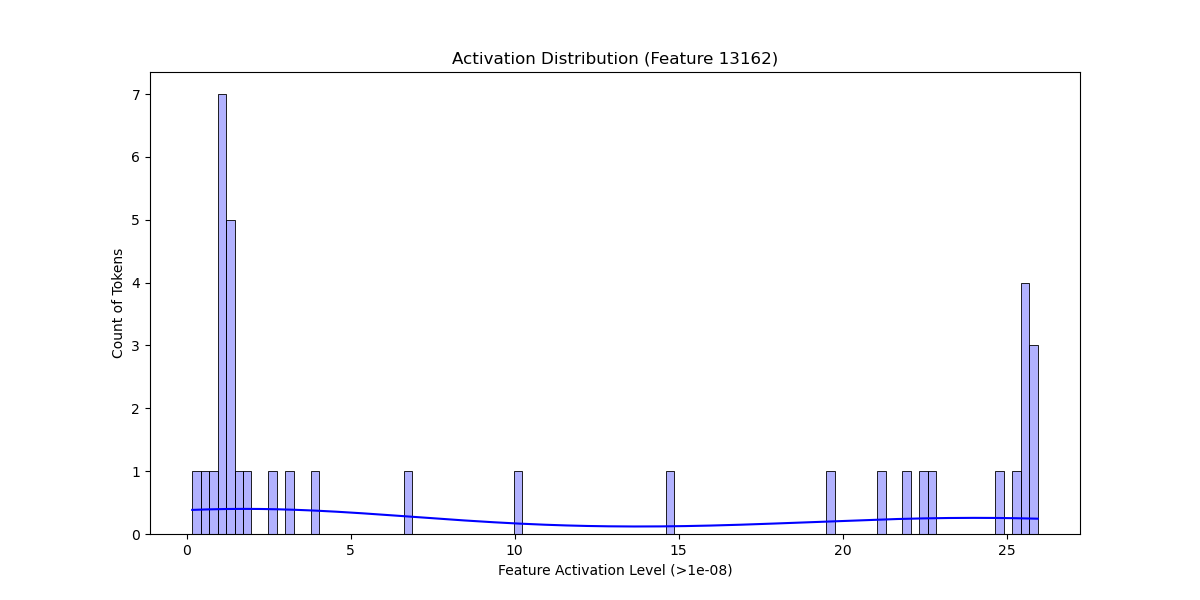 Activation Distribution (Feature 13162)
7
6
5
4
3
2
1
0
Count of Tokens
0 5 10 15 20 25
Feature Activation Level (>1e-08)